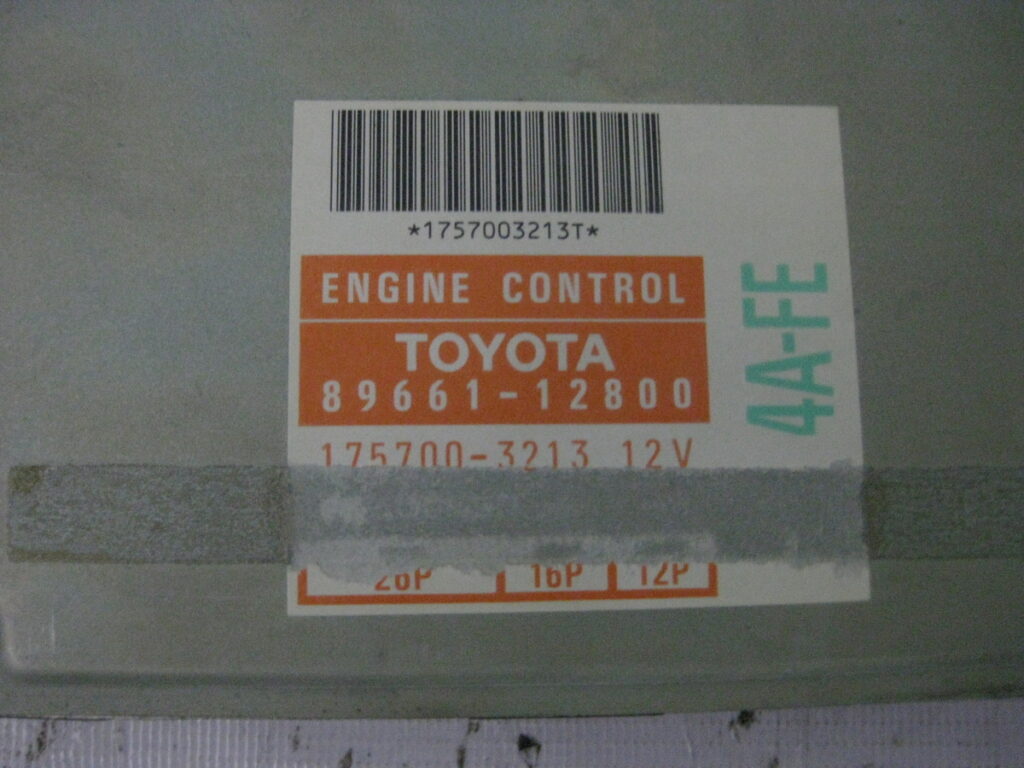 *1757003213T*
ENGINE CONTROL
TOYOTA
89661-12800
175700-3213 12V
26P 16P 12P
4A-FE